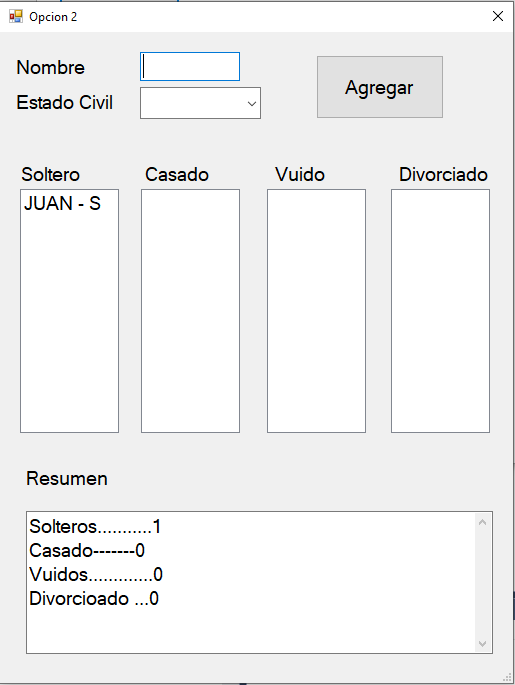 Opcion 2
Nombre
Agregar
Estado Civil
Soltero Casado Vuido Divorciado
JUAN - S
Resumen
Solteros...........1
Casado-------0
Vuidos.............0
Divorcioado ...0